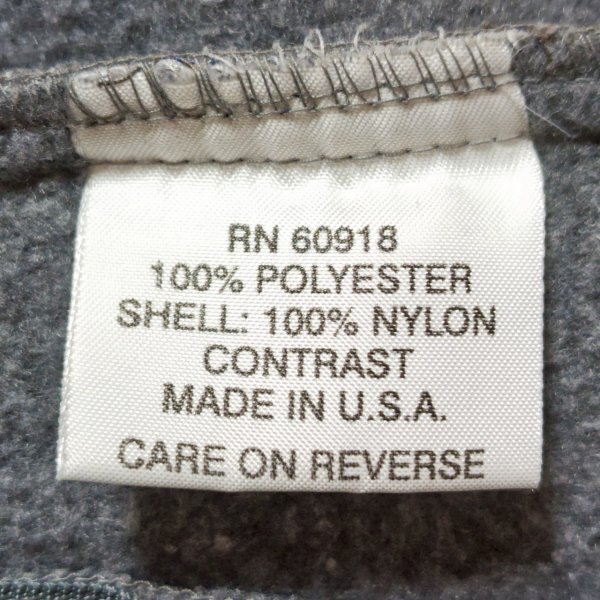 RN 60918
100% POLYESTER
SHELL: 100% NYLON
CONTRAST
MADE IN U.S.A.
CARE ON REVERSE